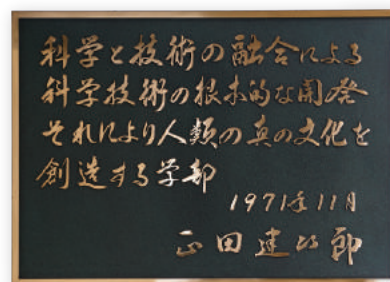 科学と技術の融合による
科学技術の根本的な開発
それにより人類の真の文化を
創造する学部
1971年11月
正田建次郎